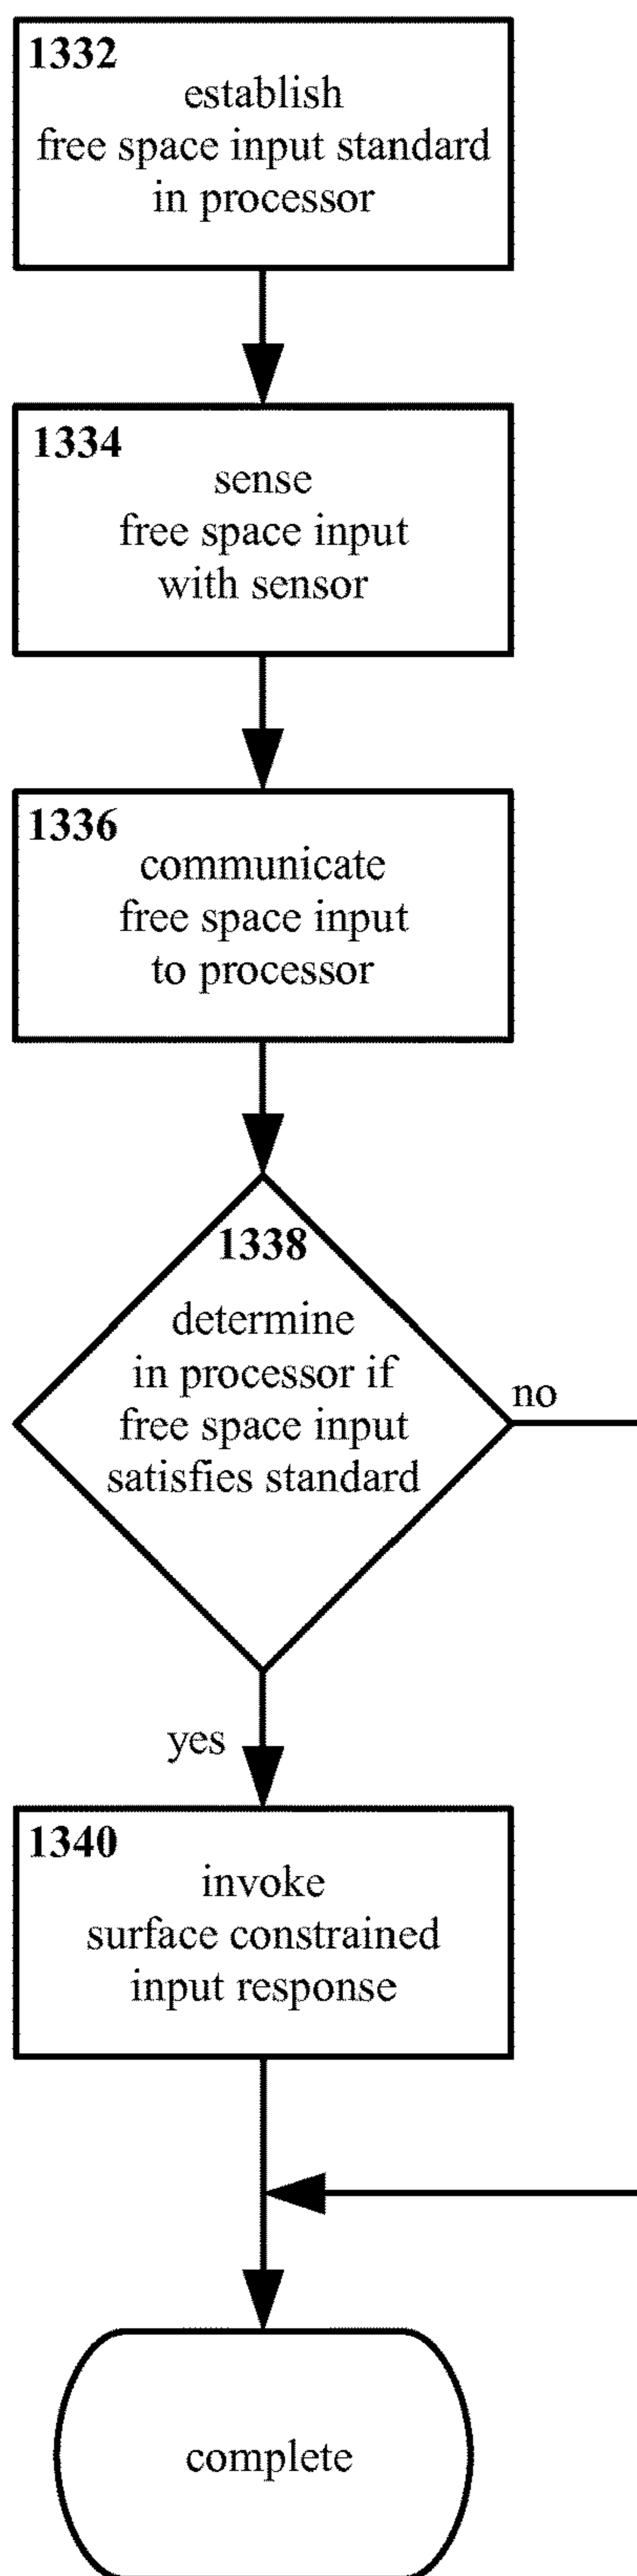 1332
establish
free space input standard
in processor
1334
sense
free space input
with sensor
1336
communicate
free space input
to processor
1338
determine
in processor if
free space input
satisfies standard
no
yes
1340
invoke
surface constrained
input response
complete